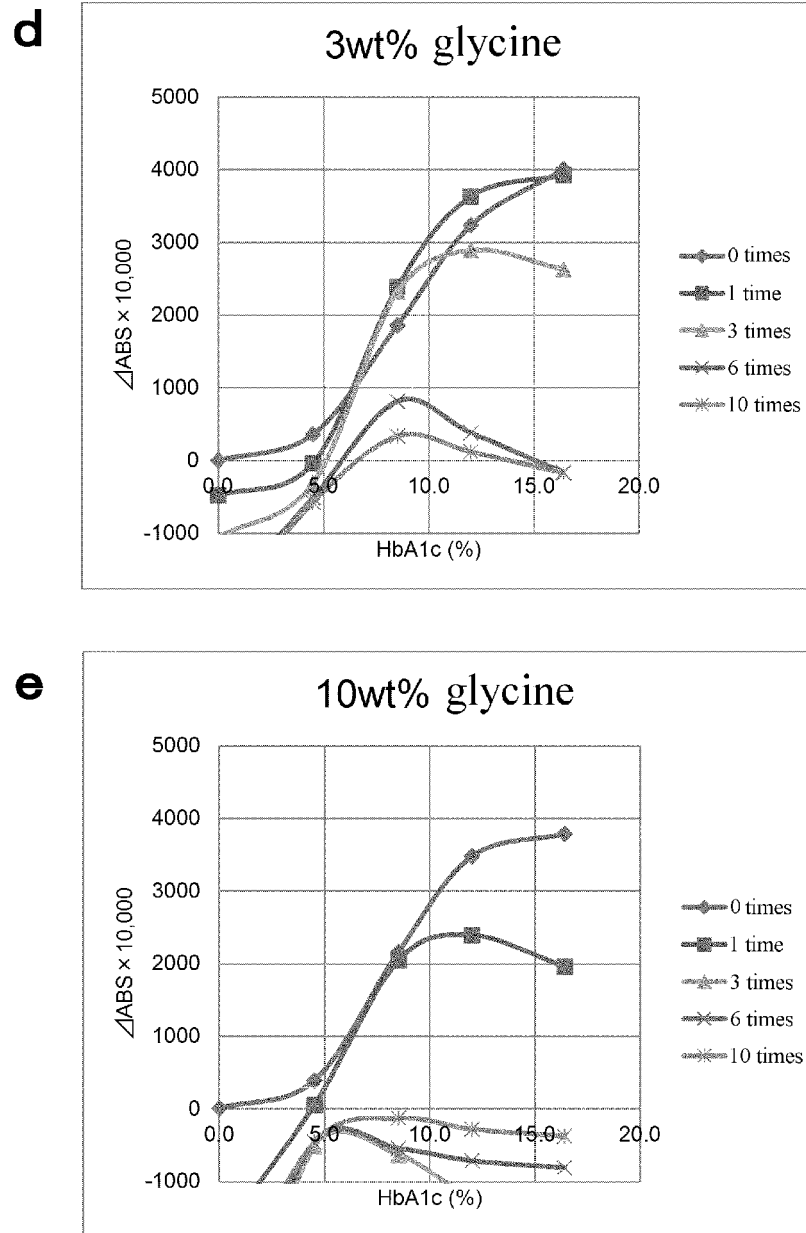 d
3wt% glycine
5000
4000
3000
2000
1000
0
-1000
⊿ABS × 10,000
0.0 5.0 10.0 15.0 20.0
HbA1c (%)
0 times
1 time
3 times
6 times
10 times
e
10wt% glycine
5000
4000
3000
2000
1000
0
-1000
⊿ABS × 10,000
0.0 5.0 10.0 15.0 20.0
HbA1c (%)
0 times
1 time
3 times
6 times
10 times